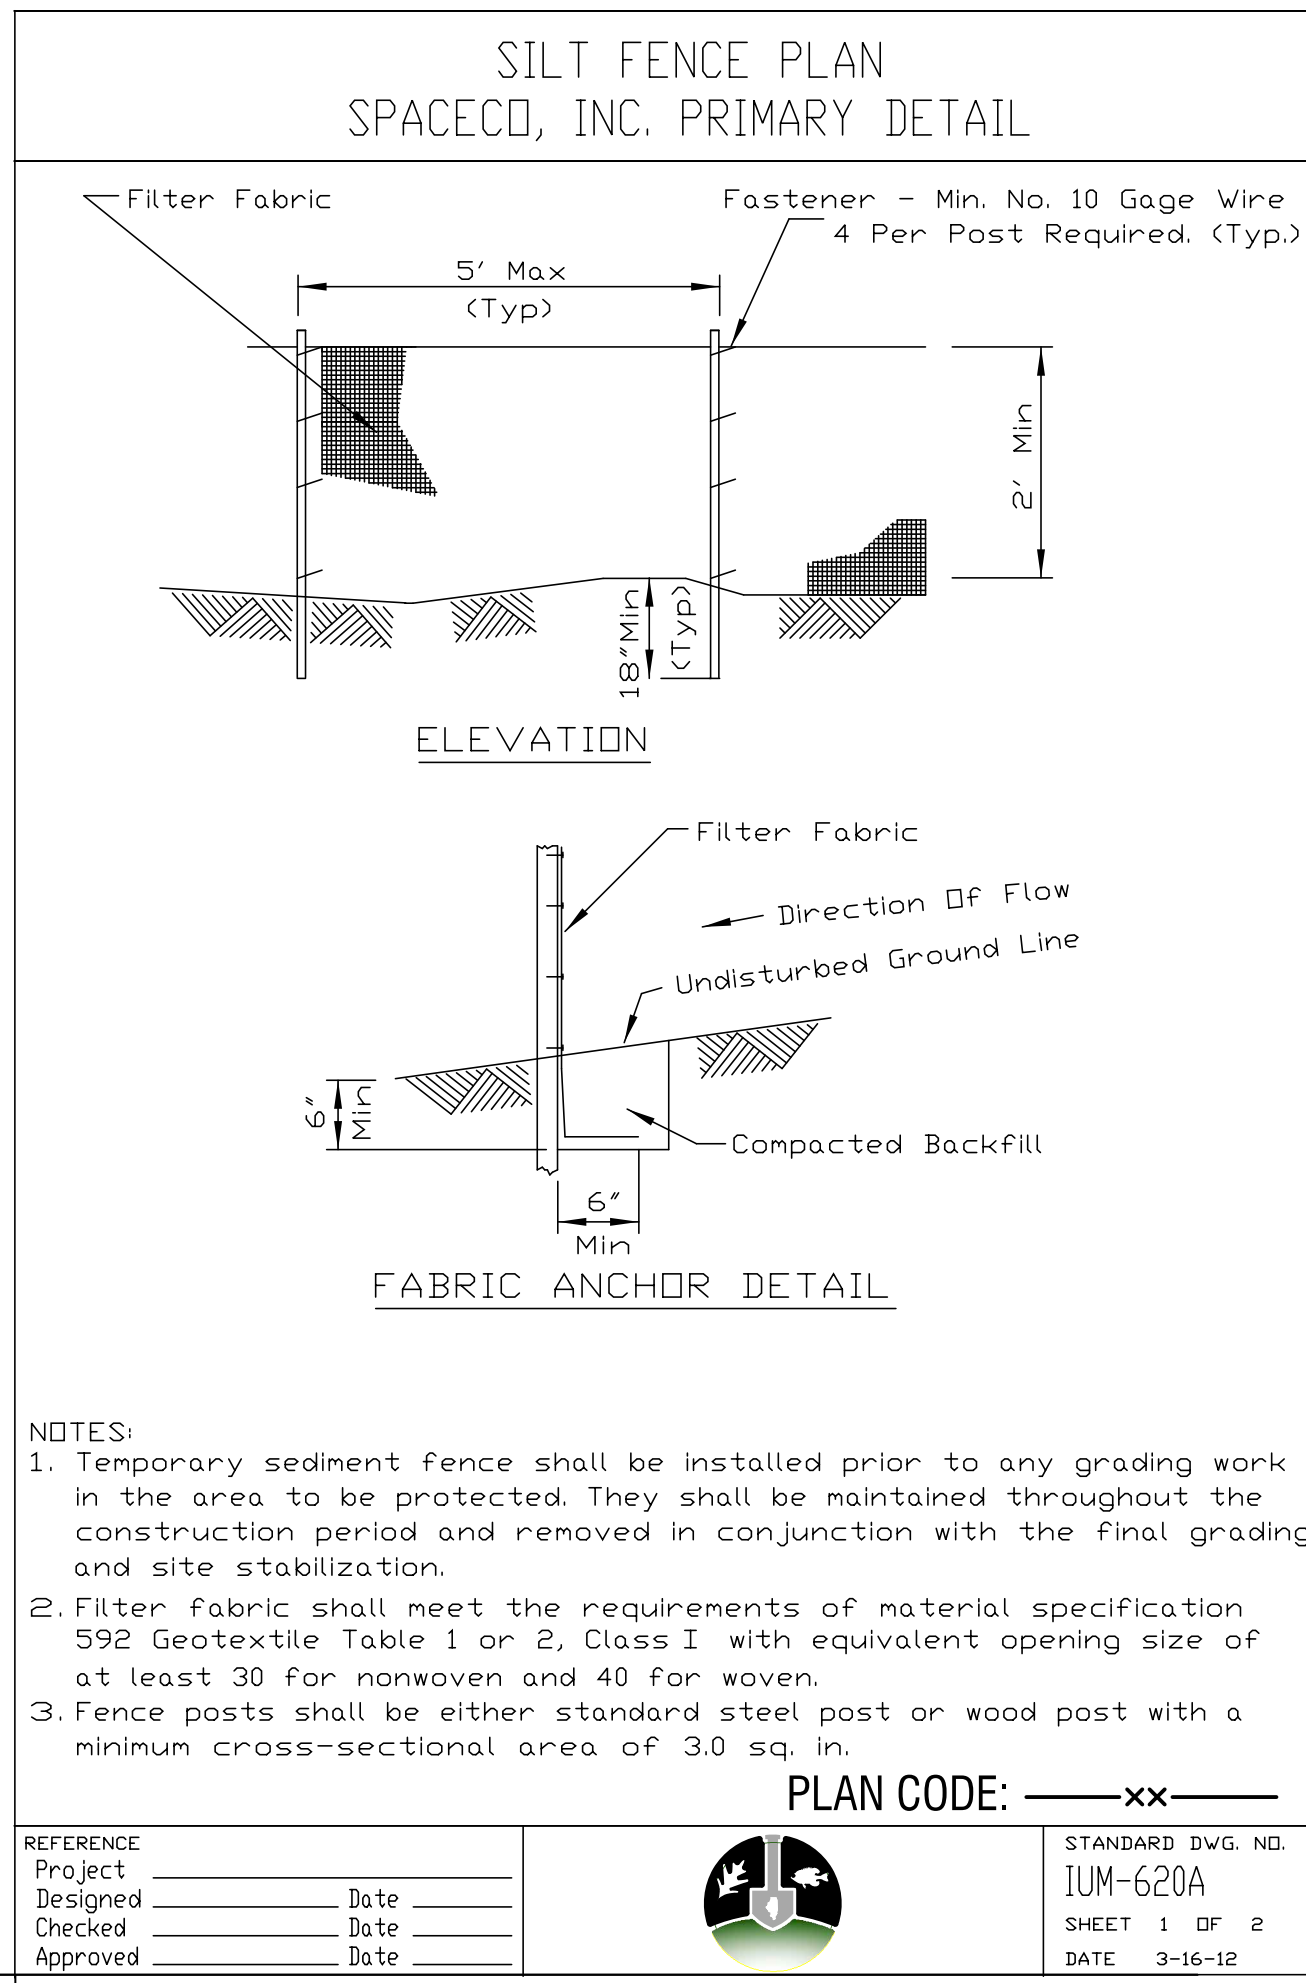 SILT FENCE PLAN
SPACECO, INC. PRIMARY DETAIL
Filter Fabric
Fastener - Min. No. 10 Gage Wire
4 Per Post Required. (Typ.)
5' Max
(Typ)
2' Min
18"Min
(Typ)
ELEVATION
Filter Fabric
Direction Of Flow
Undisturbed Ground Line
6"
Min
Compacted Backfill
6"
Min
FABRIC ANCHOR DETAIL
NOTES:
1. Temporary sediment fence shall be installed prior to any grading work
in the area to be protected. They shall be maintained throughout the
construction period and removed in conjunction with the final grading
and site stabilization.
2. Filter fabric shall meet the requirements of material specification
592 Geotextile Table 1 or 2, Class I with equivalent opening size of
at least 30 for nonwoven and 40 for woven.
3. Fence posts shall be either standard steel post or wood post with a
minimum cross-sectional area of 3.0 sq. in.
PLAN CODE: ——xx——
REFERENCE
Project
Designed Date
Checked Date
Approved Date
STANDARD DWG. NO.
IUM-620A
SHEET 1 OF 2
DATE 3-16-12